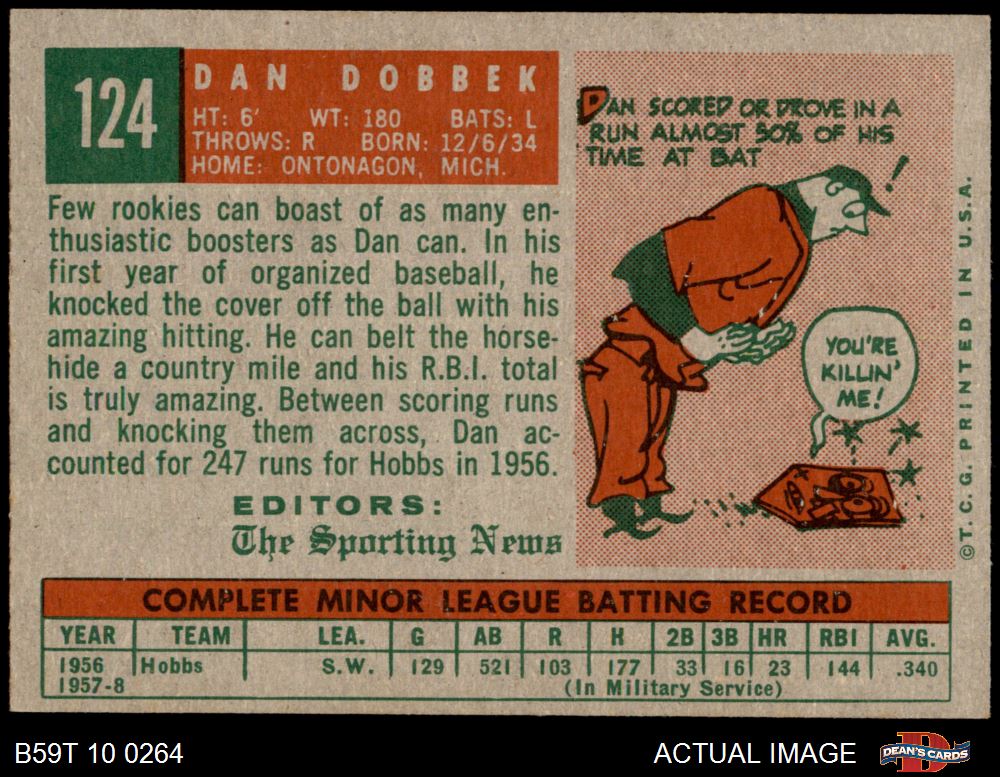 124
DAN DOBBEK
HT: 6' WT: 180 BATS: L
THROWS: R BORN: 12/6/34
HOME: ONTONAGON, MICH.
Few rookies can boast of as many en-
thusiastic boosters as Dan can. In his
first year of organized baseball, he
knocked the cover off the ball with his
amazing hitting. He can belt the horse-
hide a country mile and his R.B.I. total
is truly amazing. Between scoring runs
and knocking them across, Dan ac-
counted for 247 runs for Hobbs in 1956.
EDITORS:
The Sporting News
DAN SCORED OR DROVE IN A
RUN ALMOST 50% OF HIS
TIME AT BAT
!
YOU'RE
KILLIN'
ME!
©T.C.G. PRINTED IN U.S.A.
COMPLETE MINOR LEAGUE BATTING RECORD
YEAR TEAM LEA. G AB R H 2B 3B HR RBI AVG.
1956 Hobbs S.W. 129 521 103 177 33 16 23 144 .340
1957-8 (In Military Service)
B59T 10 0264
ACTUAL IMAGE
DEAN'S CARDS